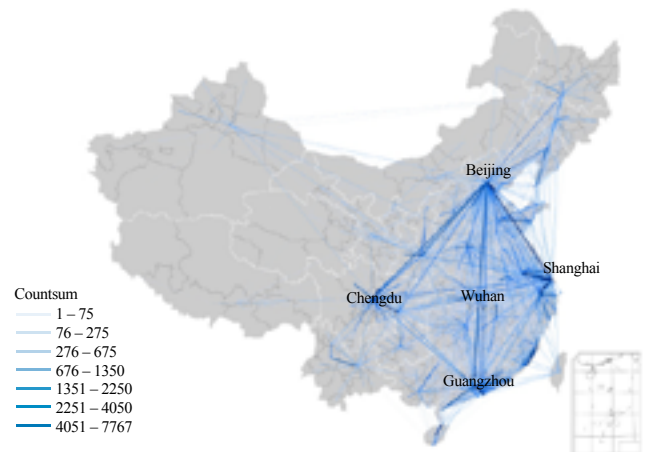 Beijing
Shanghai
Chengdu
Wuhan
Guangzhou
Countsum
1 – 75
76 – 275
276 – 675
676 – 1350
1351 – 2250
2251 – 4050
4051 – 7767